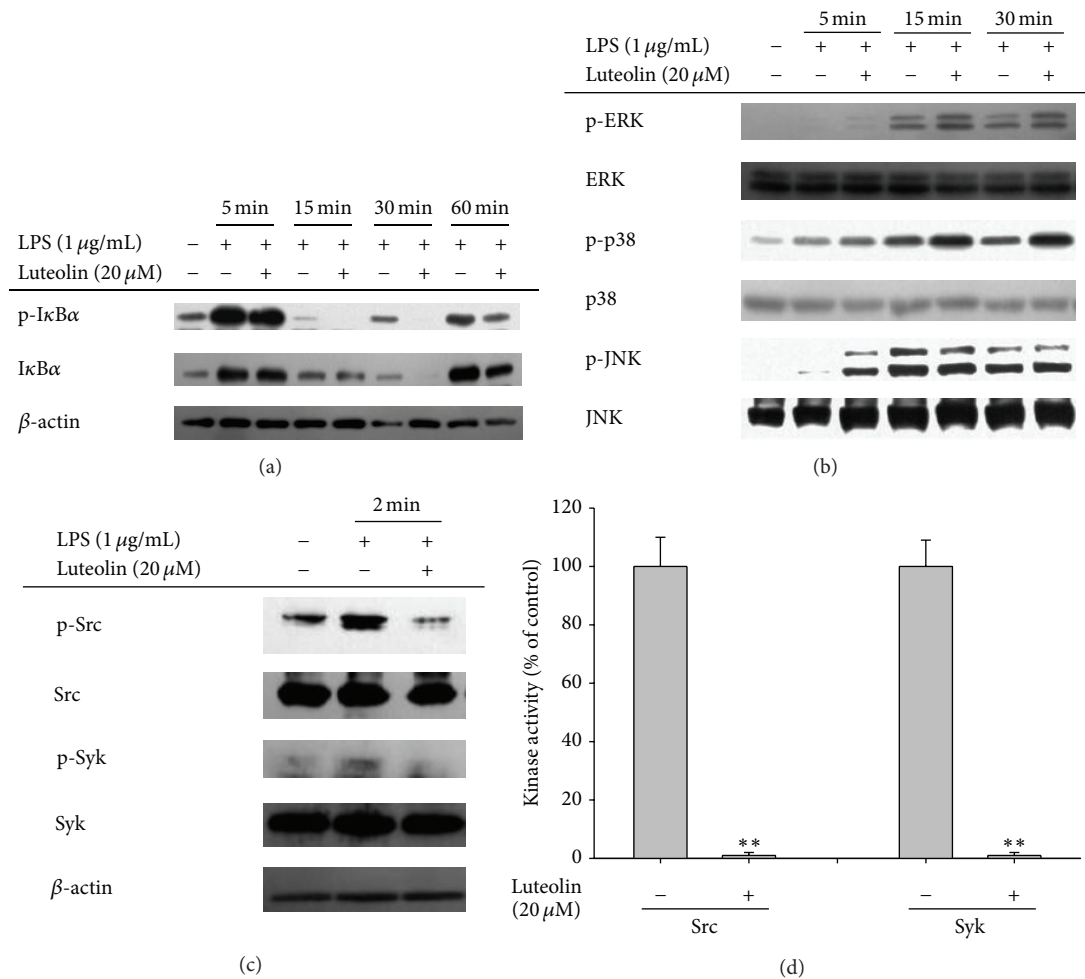 5 min 15 min 30 min 60 min
LPS (1 μg/mL) − + + + + + + + +
Luteolin (20 μM) − − + − + − + − +
p-IκBα
IκBα
β-actin
(a)
5 min 15 min 30 min
LPS (1 μg/mL) − + + + + + +
Luteolin (20 μM) − − + − + − +
p-ERK
ERK
p-p38
p38
p-JNK
JNK
(b)
2 min
LPS (1 μg/mL) − + +
Luteolin (20 μM) − − +
p-Src
Src
p-Syk
Syk
β-actin
(c)
Kinase activity (% of control)
120
100
80
60
40
20
0
** **
Luteolin
(20 μM) − + − +
Src Syk
(d)